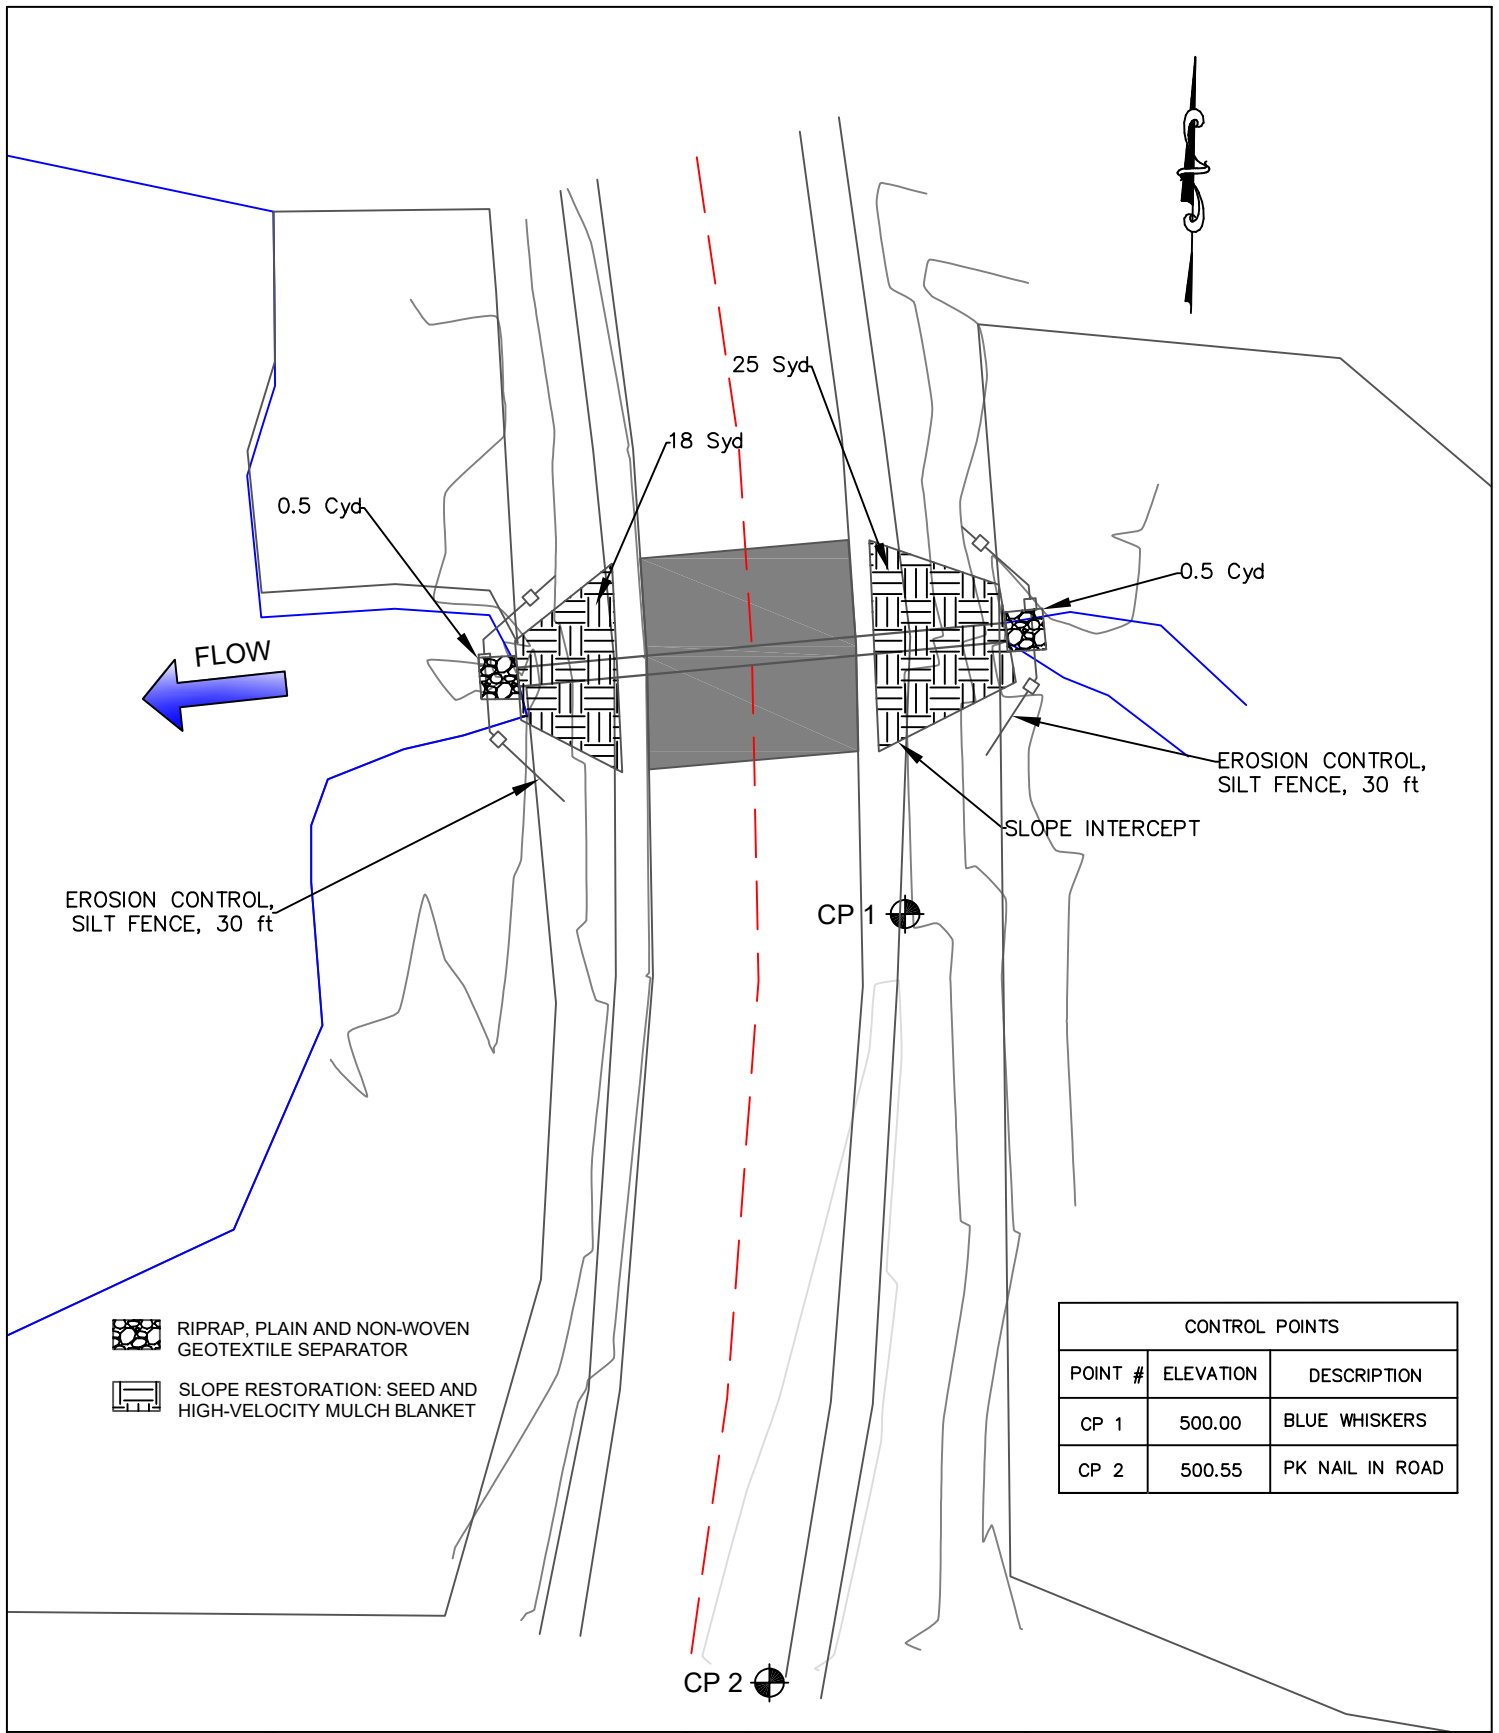 25 Syd
18 Syd
0.5 Cyd
0.5 Cyd
FLOW
EROSION CONTROL,
SILT FENCE, 30 ft
SLOPE INTERCEPT
EROSION CONTROL,
SILT FENCE, 30 ft
CP 1
RIPRAP, PLAIN AND NON-WOVEN
GEOTEXTILE SEPARATOR
SLOPE RESTORATION: SEED AND
HIGH-VELOCITY MULCH BLANKET
CONTROL POINTS
POINT # ELEVATION DESCRIPTION
CP 1 500.00 BLUE WHISKERS
CP 2 500.55 PK NAIL IN ROAD
CP 2